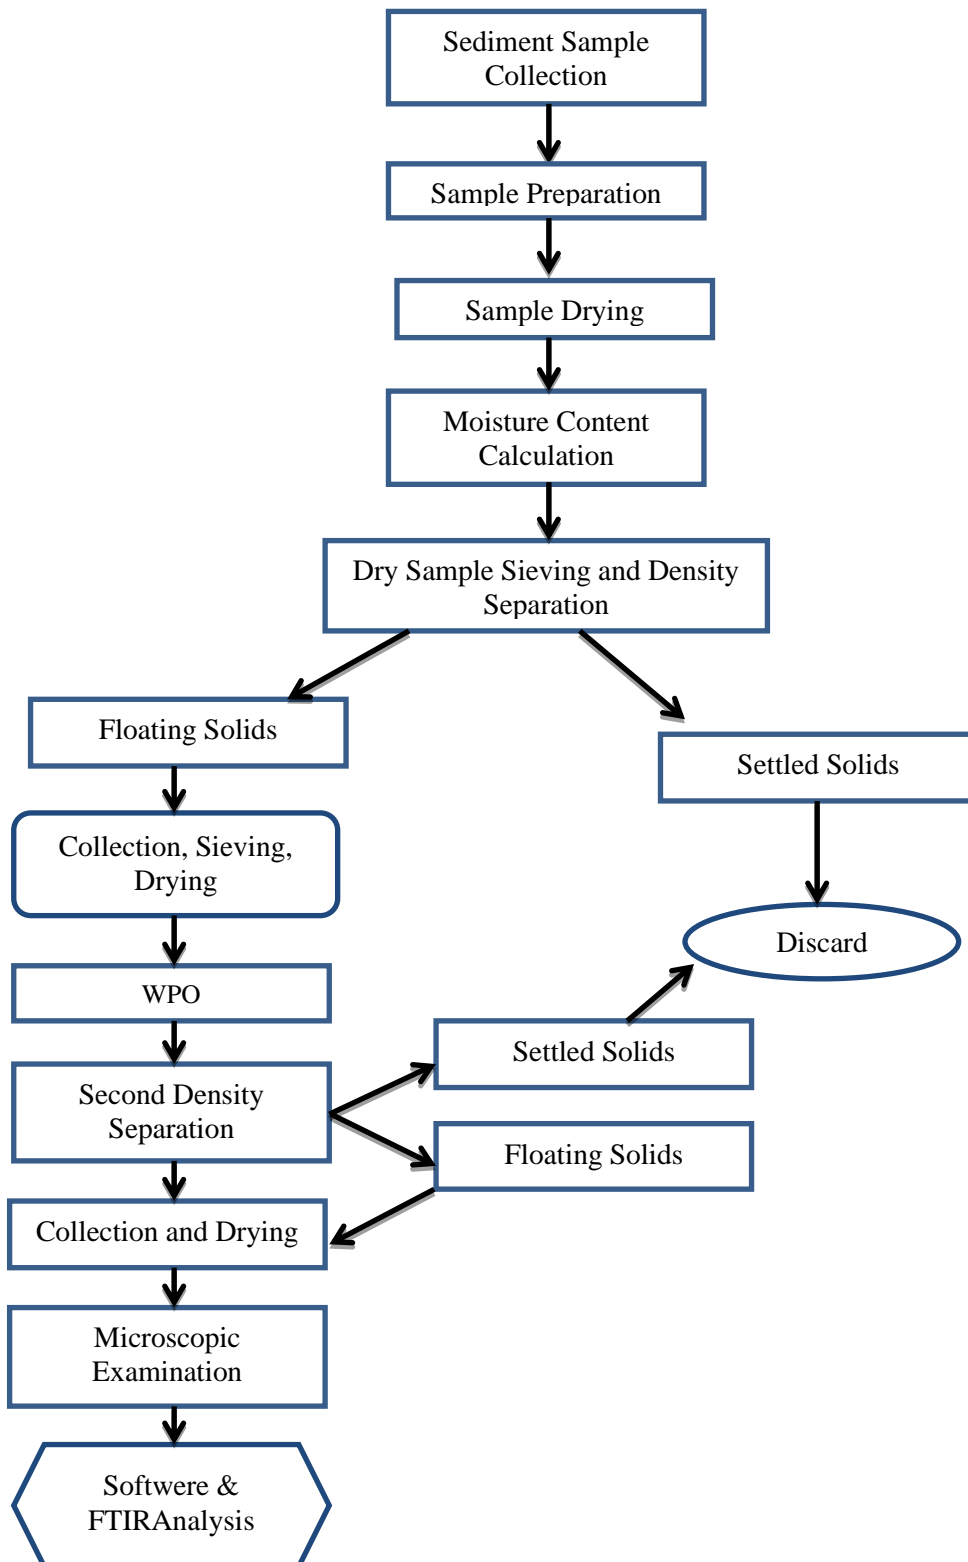 Sediment Sample
Collection
Sample Preparation
Sample Drying
Moisture Content
Calculation
Dry Sample Sieving and Density
Separation
Floating Solids
Settled Solids
Collection, Sieving,
Drying
Discard
WPO
Settled Solids
Second Density
Separation
Floating Solids
Collection and Drying
Microscopic
Examination
Softwere &
FTIRAnalysis